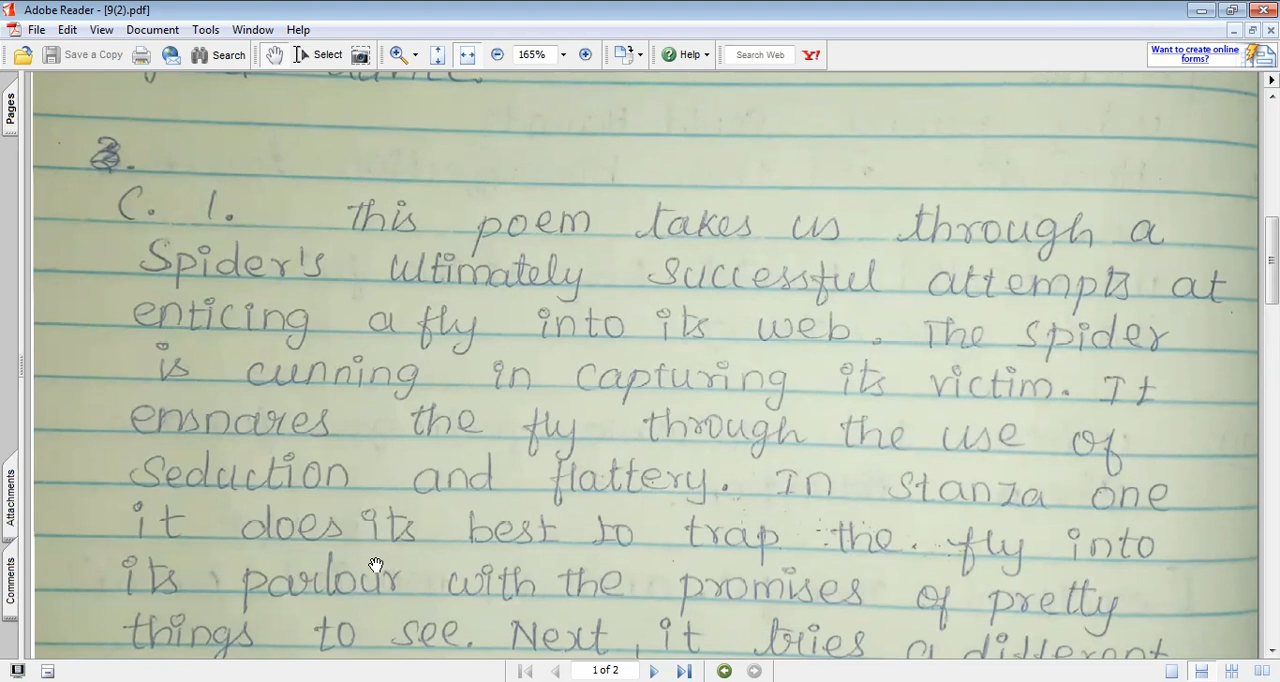 Adobe Reader - [9(2).pdf]
File Edit View Document Tools Window Help
Save a Copy Search Select 165% Help Search Web Y! Want to create online
forms?
Pages
Attachments
Comments
C. 1. This poem takes us through a
Spider's ultimately successful attempts at
enticing a fly into its web. The spider
is cunning in capturing its victim. It
ensnares the fly through the use of
Seduction and flattery. In stanza one
it does its best to trap the fly into
its parlour with the promises of pretty
things to see. Next, it tries a different
1 of 2